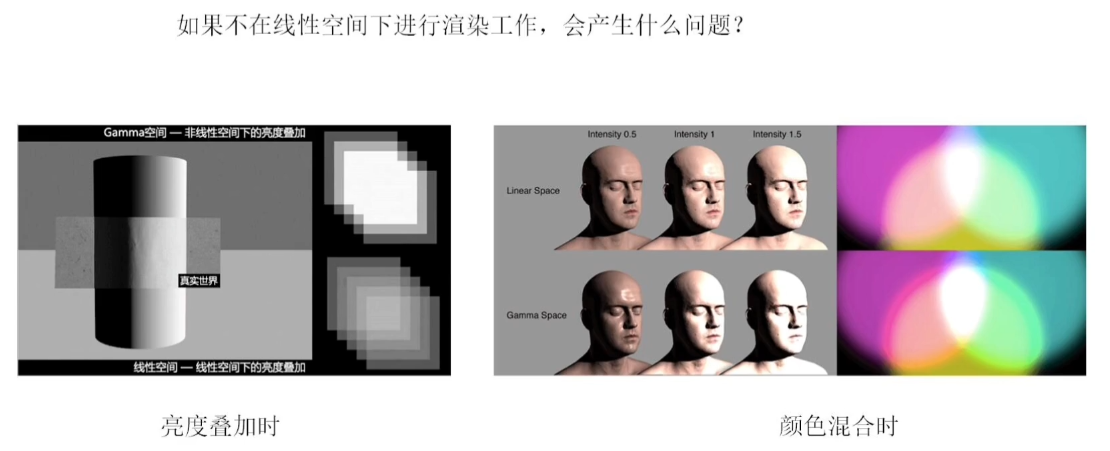 如果不在线性空间下进行渲染工作，会产生什么问题？
Gamma空间 — 非线性空间下的亮度叠加
真实世界
线性空间 — 线性空间下的亮度叠加
Intensity 0.5 Intensity 1 Intensity 1.5
Linear Space
Gamma Space
亮度叠加时
颜色混合时